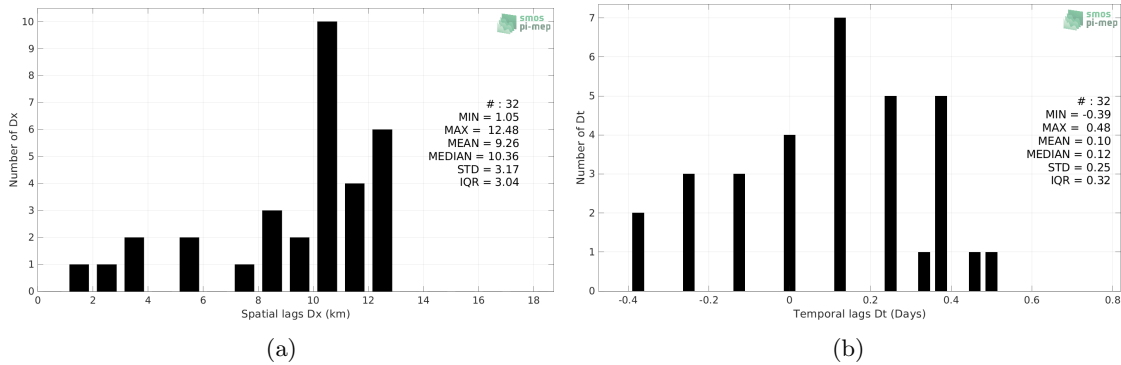 smos
pi-mep
Number of Dx
10
9
8
7
6
5
4
3
2
1
0
# : 32
MIN = 1.05
MAX = 12.48
MEAN = 9.26
MEDIAN = 10.36
STD = 3.17
IQR = 3.04
0 2 4 6 8 10 12 14 16 18
Spatial lags Dx (km)
(a)
smos
pi-mep
Number of Dt
7
6
5
4
3
2
1
0
# : 32
MIN = -0.39
MAX = 0.48
MEAN = 0.10
MEDIAN = 0.12
STD = 0.25
IQR = 0.32
-0.4 -0.2 0 0.2 0.4 0.6 0.8
Temporal lags Dt (Days)
(b)